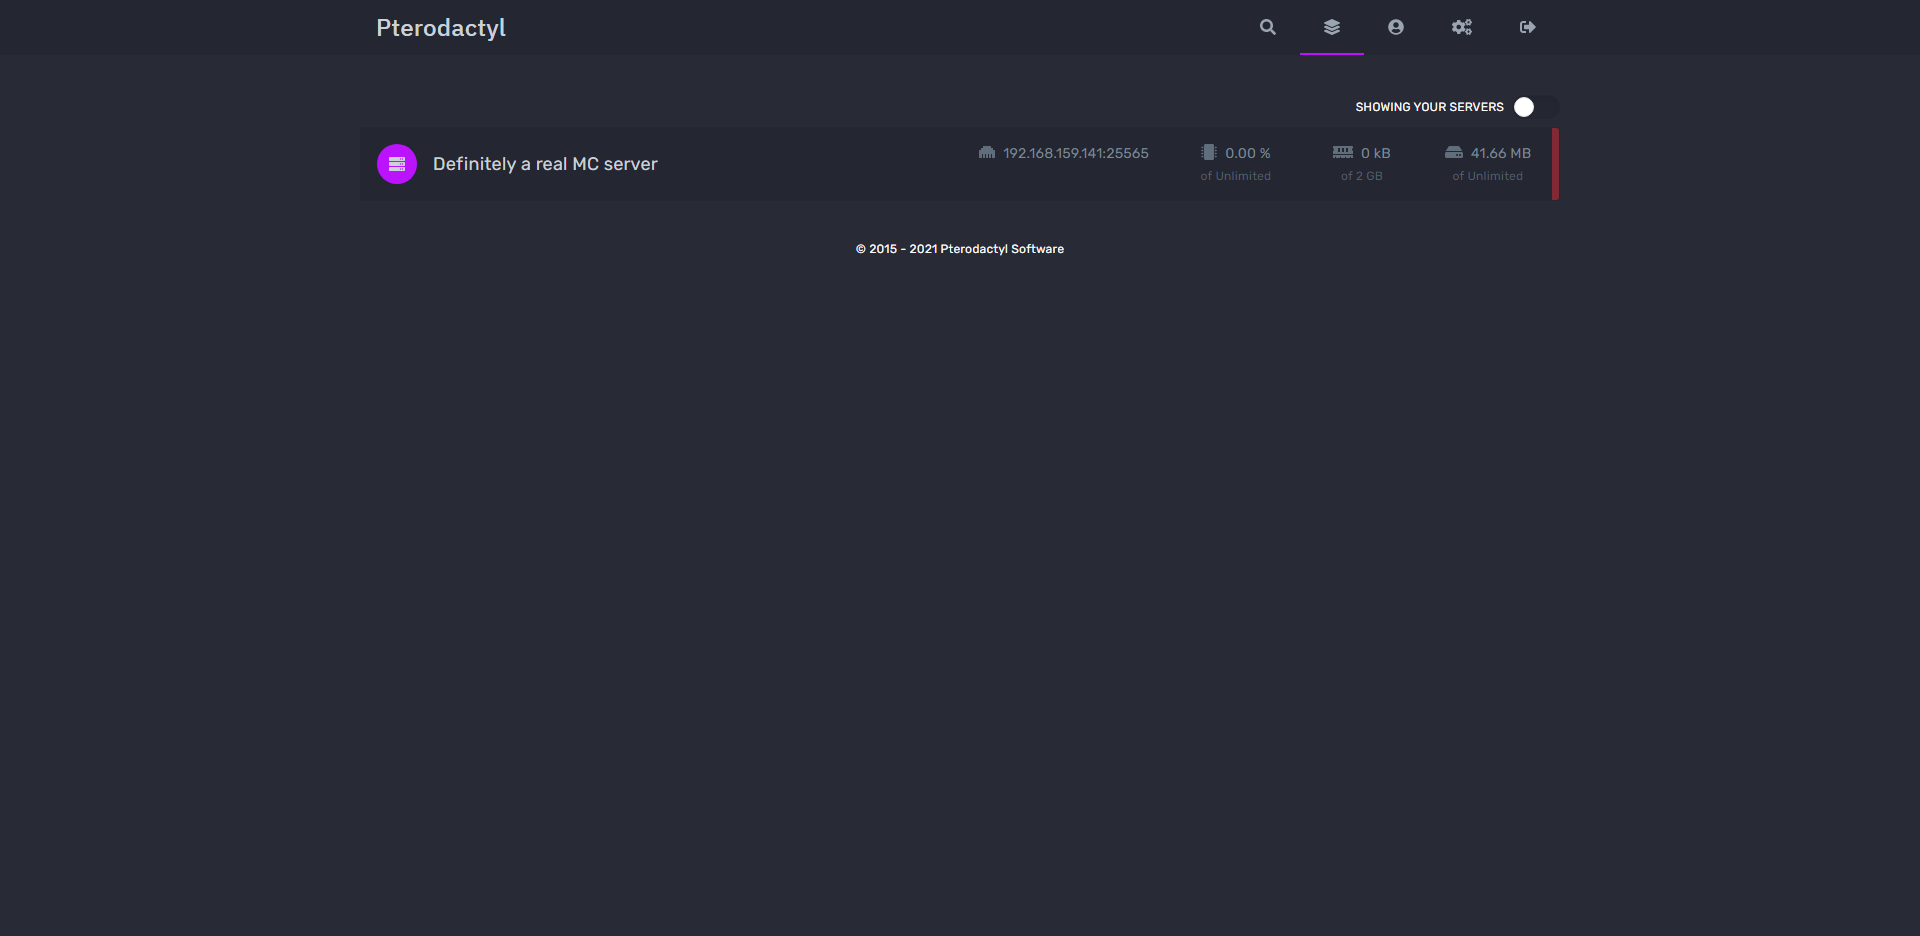 Pterodactyl
SHOWING YOUR SERVERS
Definitely a real MC server
192.168.159.141:25565
0.00 %
of Unlimited
0 kB
of 2 GB
41.66 MB
of Unlimited
© 2015 - 2021 Pterodactyl Software